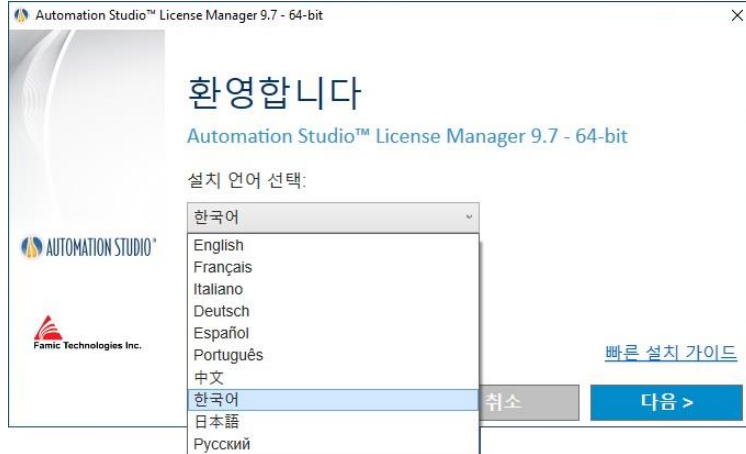 Automation Studio™ License Manager 9.7 - 64-bit
환영합니다
Automation Studio™ License Manager 9.7 - 64-bit
설치 언어 선택:
한국어
English
Français
Italiano
Deutsch
Español
Português
中文
한국어
日本語
Русский
AUTOMATION STUDIO®
Famic Technologies Inc.
빠른 설치 가이드
취소
다음 >